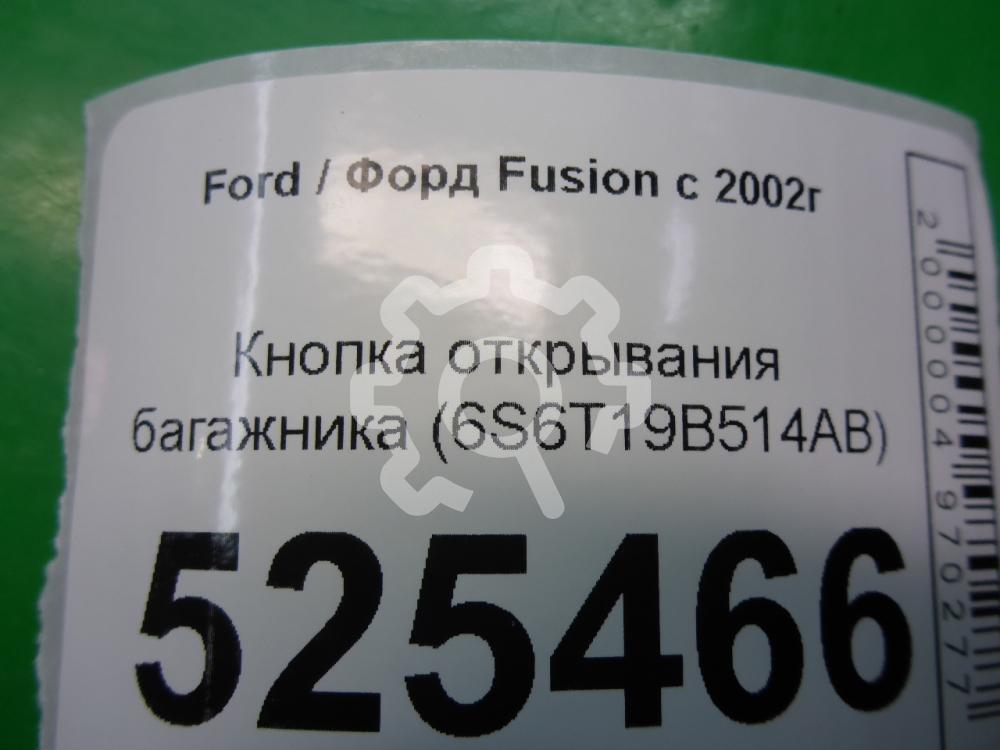 Ford / Форд Fusion с 2002г
Кнопка открывания
багажника (6S6T19B514AB)
525466
2000004970277